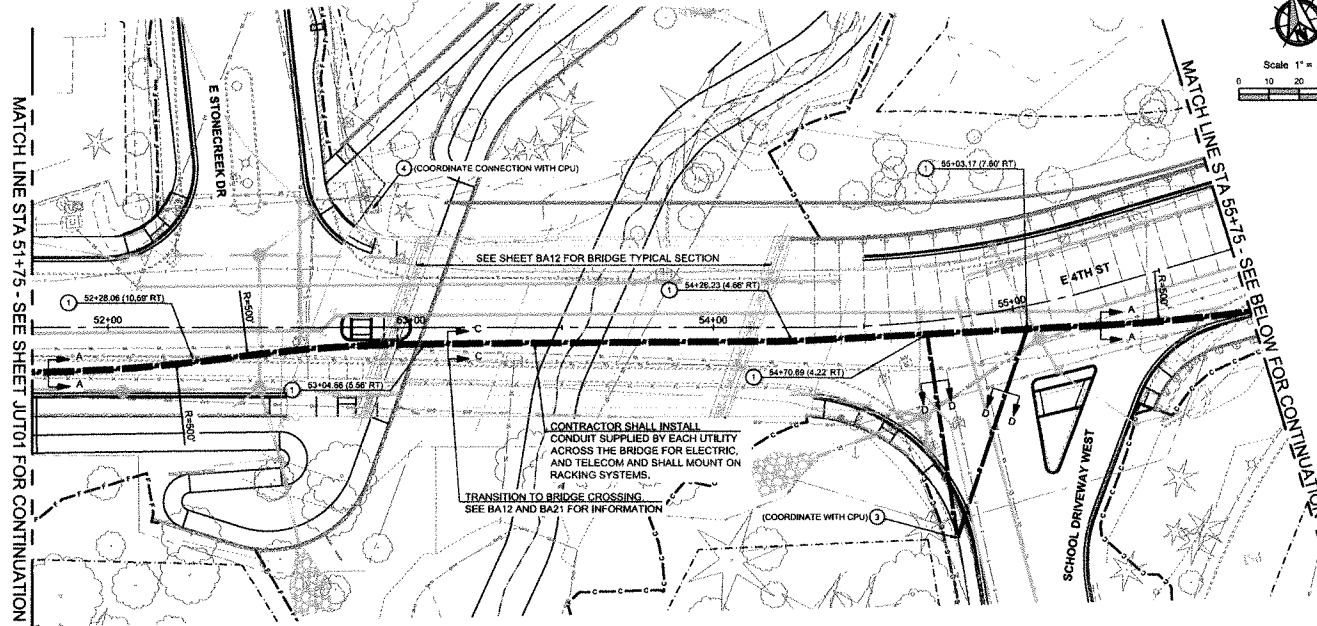 MATCH LINE STA 51+75 - SEE SHEET JUT01 FOR CONTINUATION
E STONECREEK DR
4 (COORDINATE CONNECTION WITH CPU)
SEE SHEET BA12 FOR BRIDGE TYPICAL SECTION
1 52+28.06 (10.69' RT)
52+00
R=500'
R=500'
1 53+04.66 (5.56' RT)
53+00
A
A
C
C
1 54+26.23 (4.66' RT)
54+00
1 54+70.69 (4.22' RT)
1 55+03.17 (7.60' RT)
55+00
E 4TH ST
R=500'
A
A
D
D
D
D
CONTRACTOR SHALL INSTALL
CONDUIT SUPPLIED BY EACH UTILITY
ACROSS THE BRIDGE FOR ELECTRIC,
AND TELECOM AND SHALL MOUNT ON
RACKING SYSTEMS.
TRANSITION TO BRIDGE CROSSING.
SEE BA12 AND BA21 FOR INFORMATION
(COORDINATE WITH CPU) 3
SCHOOL DRIVEWAY WEST
MATCH LINE STA 55+75 - SEE BELOW FOR CONTINUATION
N
Scale 1" =
0 10 20